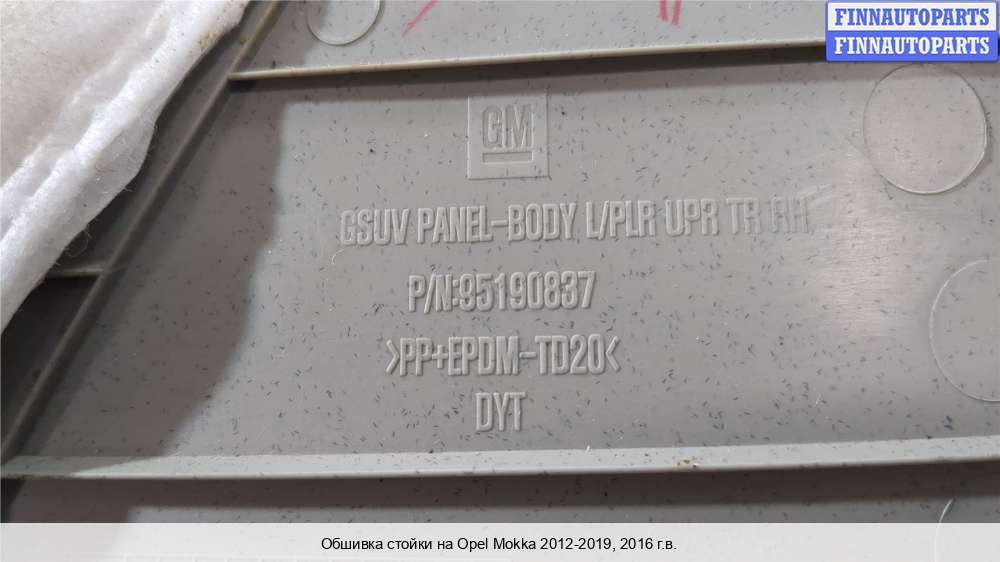 FINNAUTOPARTS
FINNAUTOPARTS
GM
GSUV PANEL-BODY L/PLR UPR TR RH
P/N:95190837
>PP+EPDM-TD20<
DYT
Обшивка стойки на Opel Mokka 2012-2019, 2016 г.в.